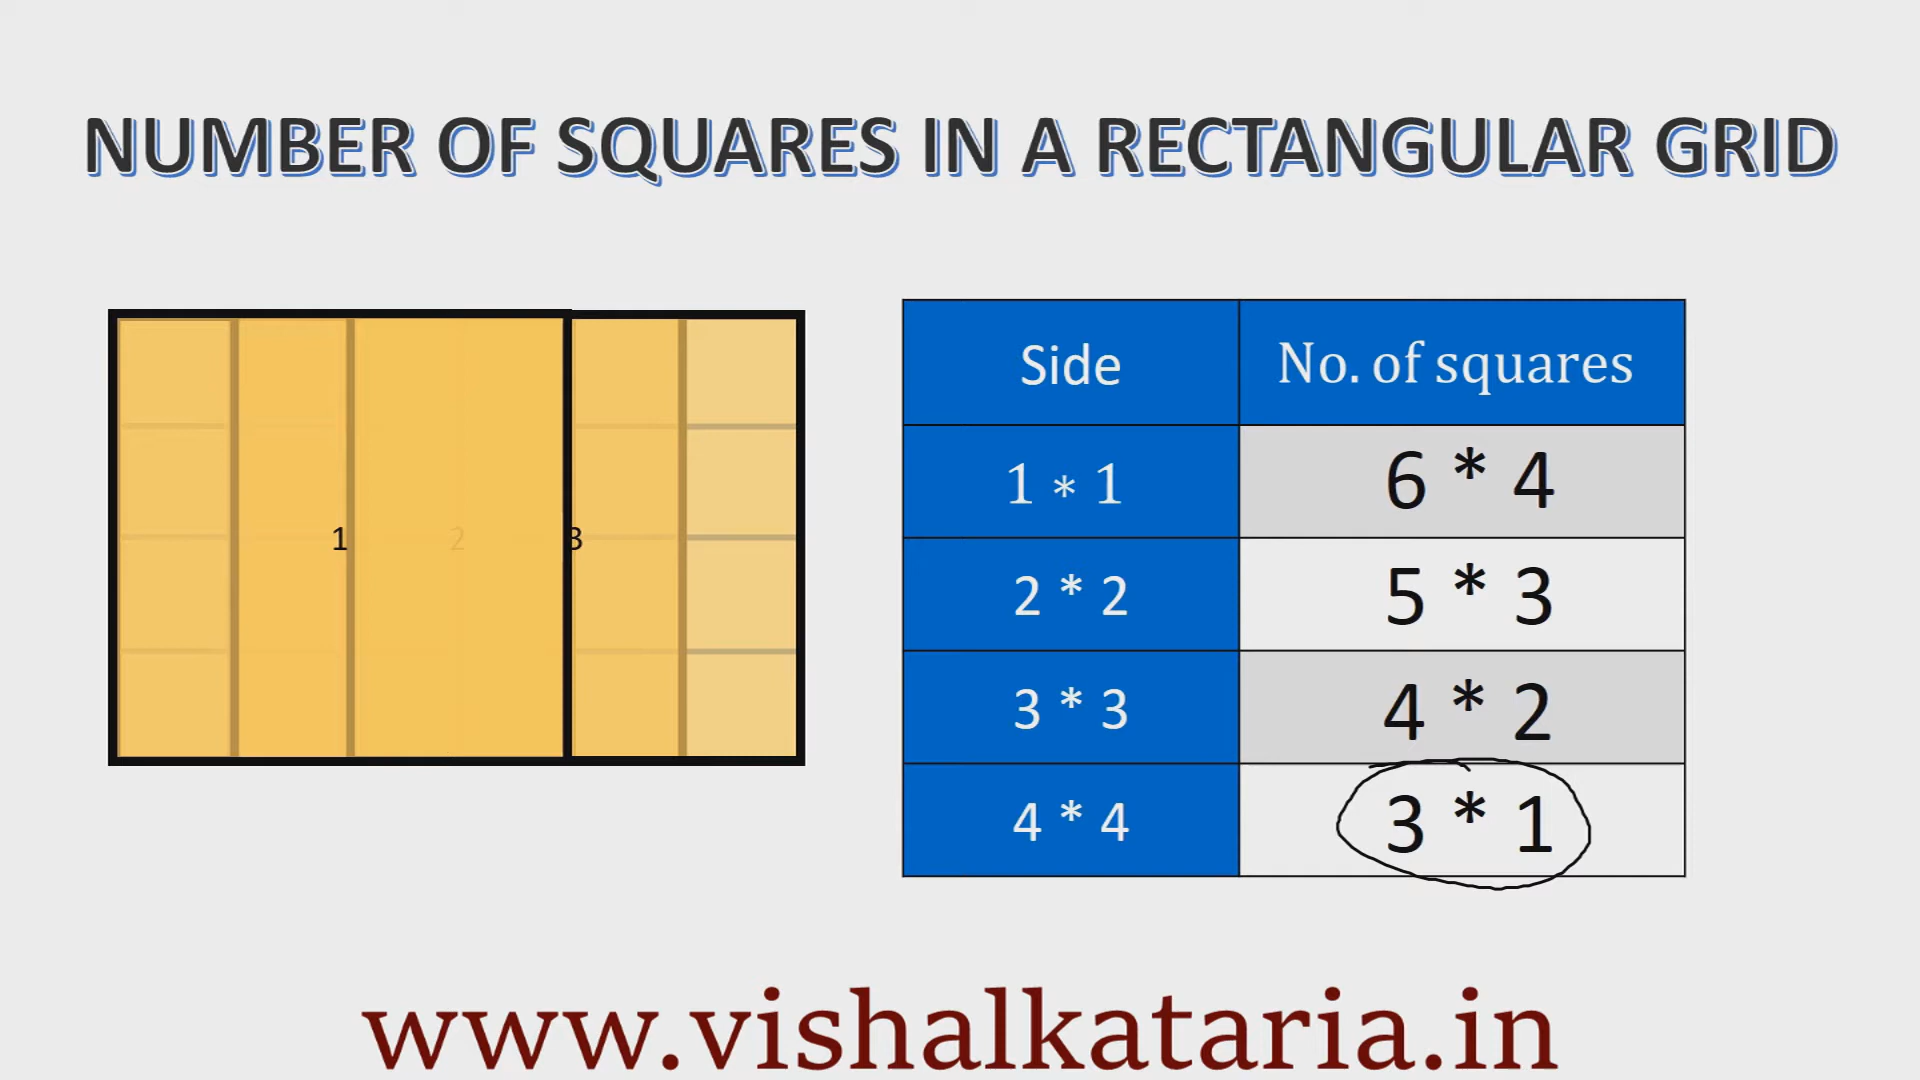 NUMBER OF SQUARES IN A RECTANGULAR GRID
1 2 3
Side No. of squares
1 * 1 6 * 4
2 * 2 5 * 3
3 * 3 4 * 2
4 * 4 3 * 1
www.vishalkataria.in